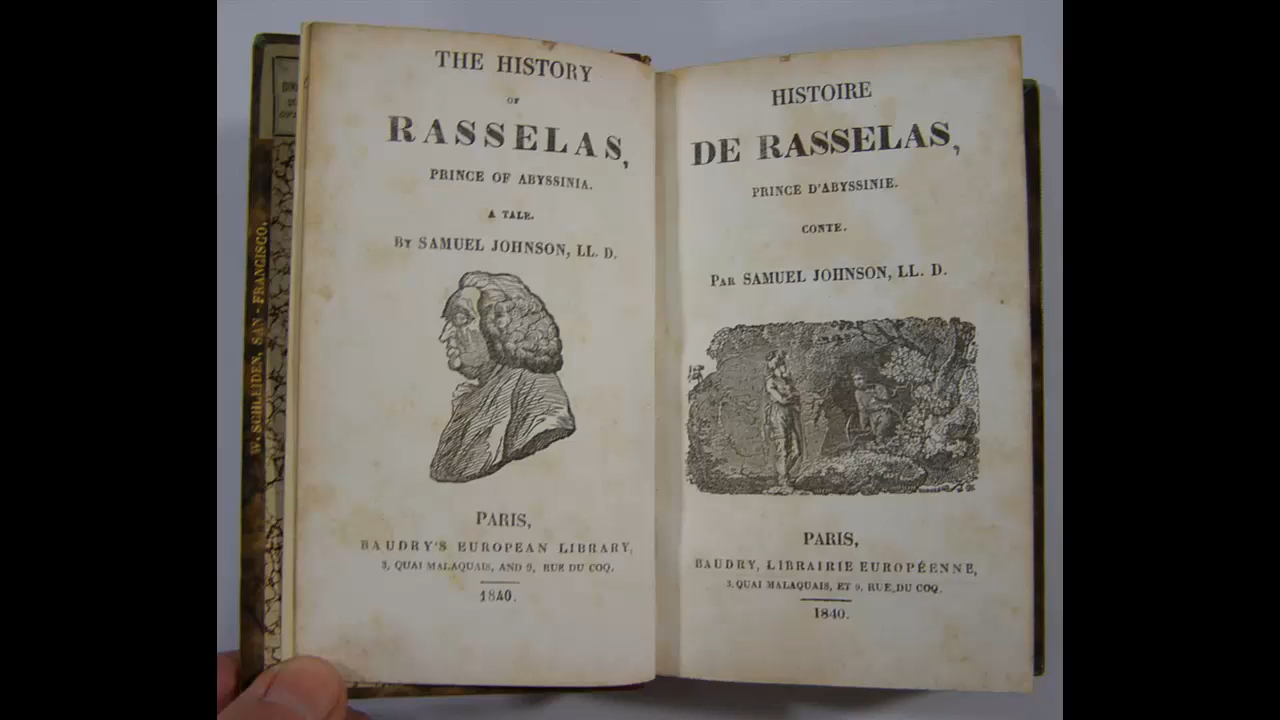 W. SCHLEIDEN, SAN-FRANCISCO,
THE HISTORY
OF
RASSELAS,
PRINCE OF ABYSSINIA.
A TALE.
BY SAMUEL JOHNSON, LL. D.
PARIS,
BAUDRY'S EUROPEAN LIBRARY,
3, QUAI MALAQUAIS, AND 9, RUE DU COQ.
1840.
HISTOIRE
DE RASSELAS,
PRINCE D'ABYSSINIE.
CONTE.
PAR SAMUEL JOHNSON, LL. D.
PARIS,
BAUDRY, LIBRAIRIE EUROPÉENNE,
3, QUAI MALAQUAIS, ET 9, RUE DU COQ.
1840.